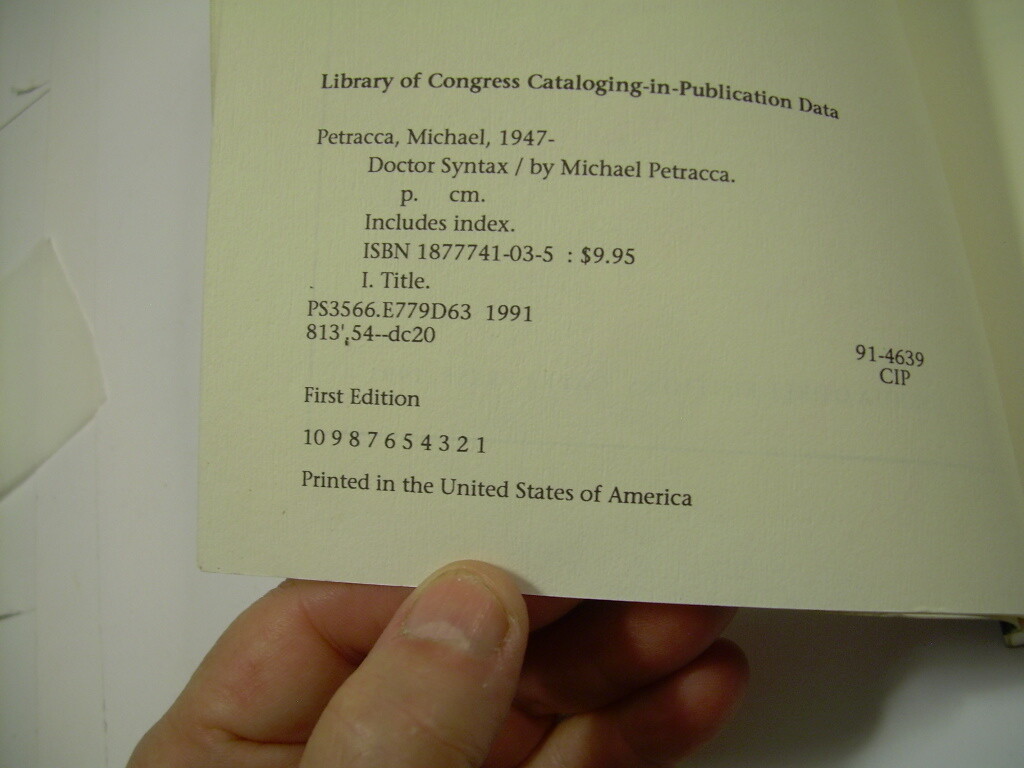 Library of Congress Cataloging-in-Publication Data
Petracca, Michael, 1947-
Doctor Syntax / by Michael Petracca.
p. cm.
Includes index.
ISBN 1877741-03-5 : $9.95
I. Title.
PS3566.E779D63 1991
813',54--dc20
91-4639
CIP
First Edition
10 9 8 7 6 5 4 3 2 1
Printed in the United States of America